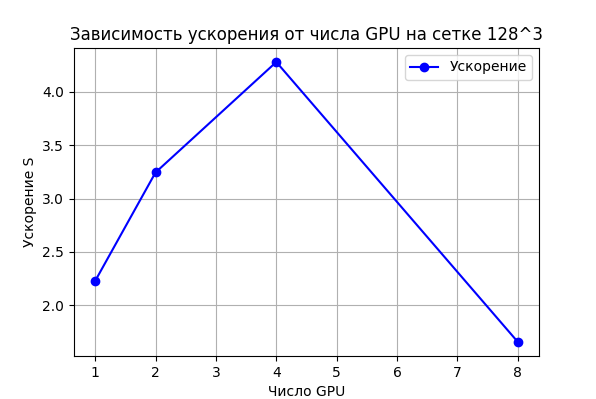 Зависимость ускорения от числа GPU на сетке 128^3
Ускорение
Ускорение S
4.0
3.5
3.0
2.5
2.0
1 2 3 4 5 6 7 8
Число GPU